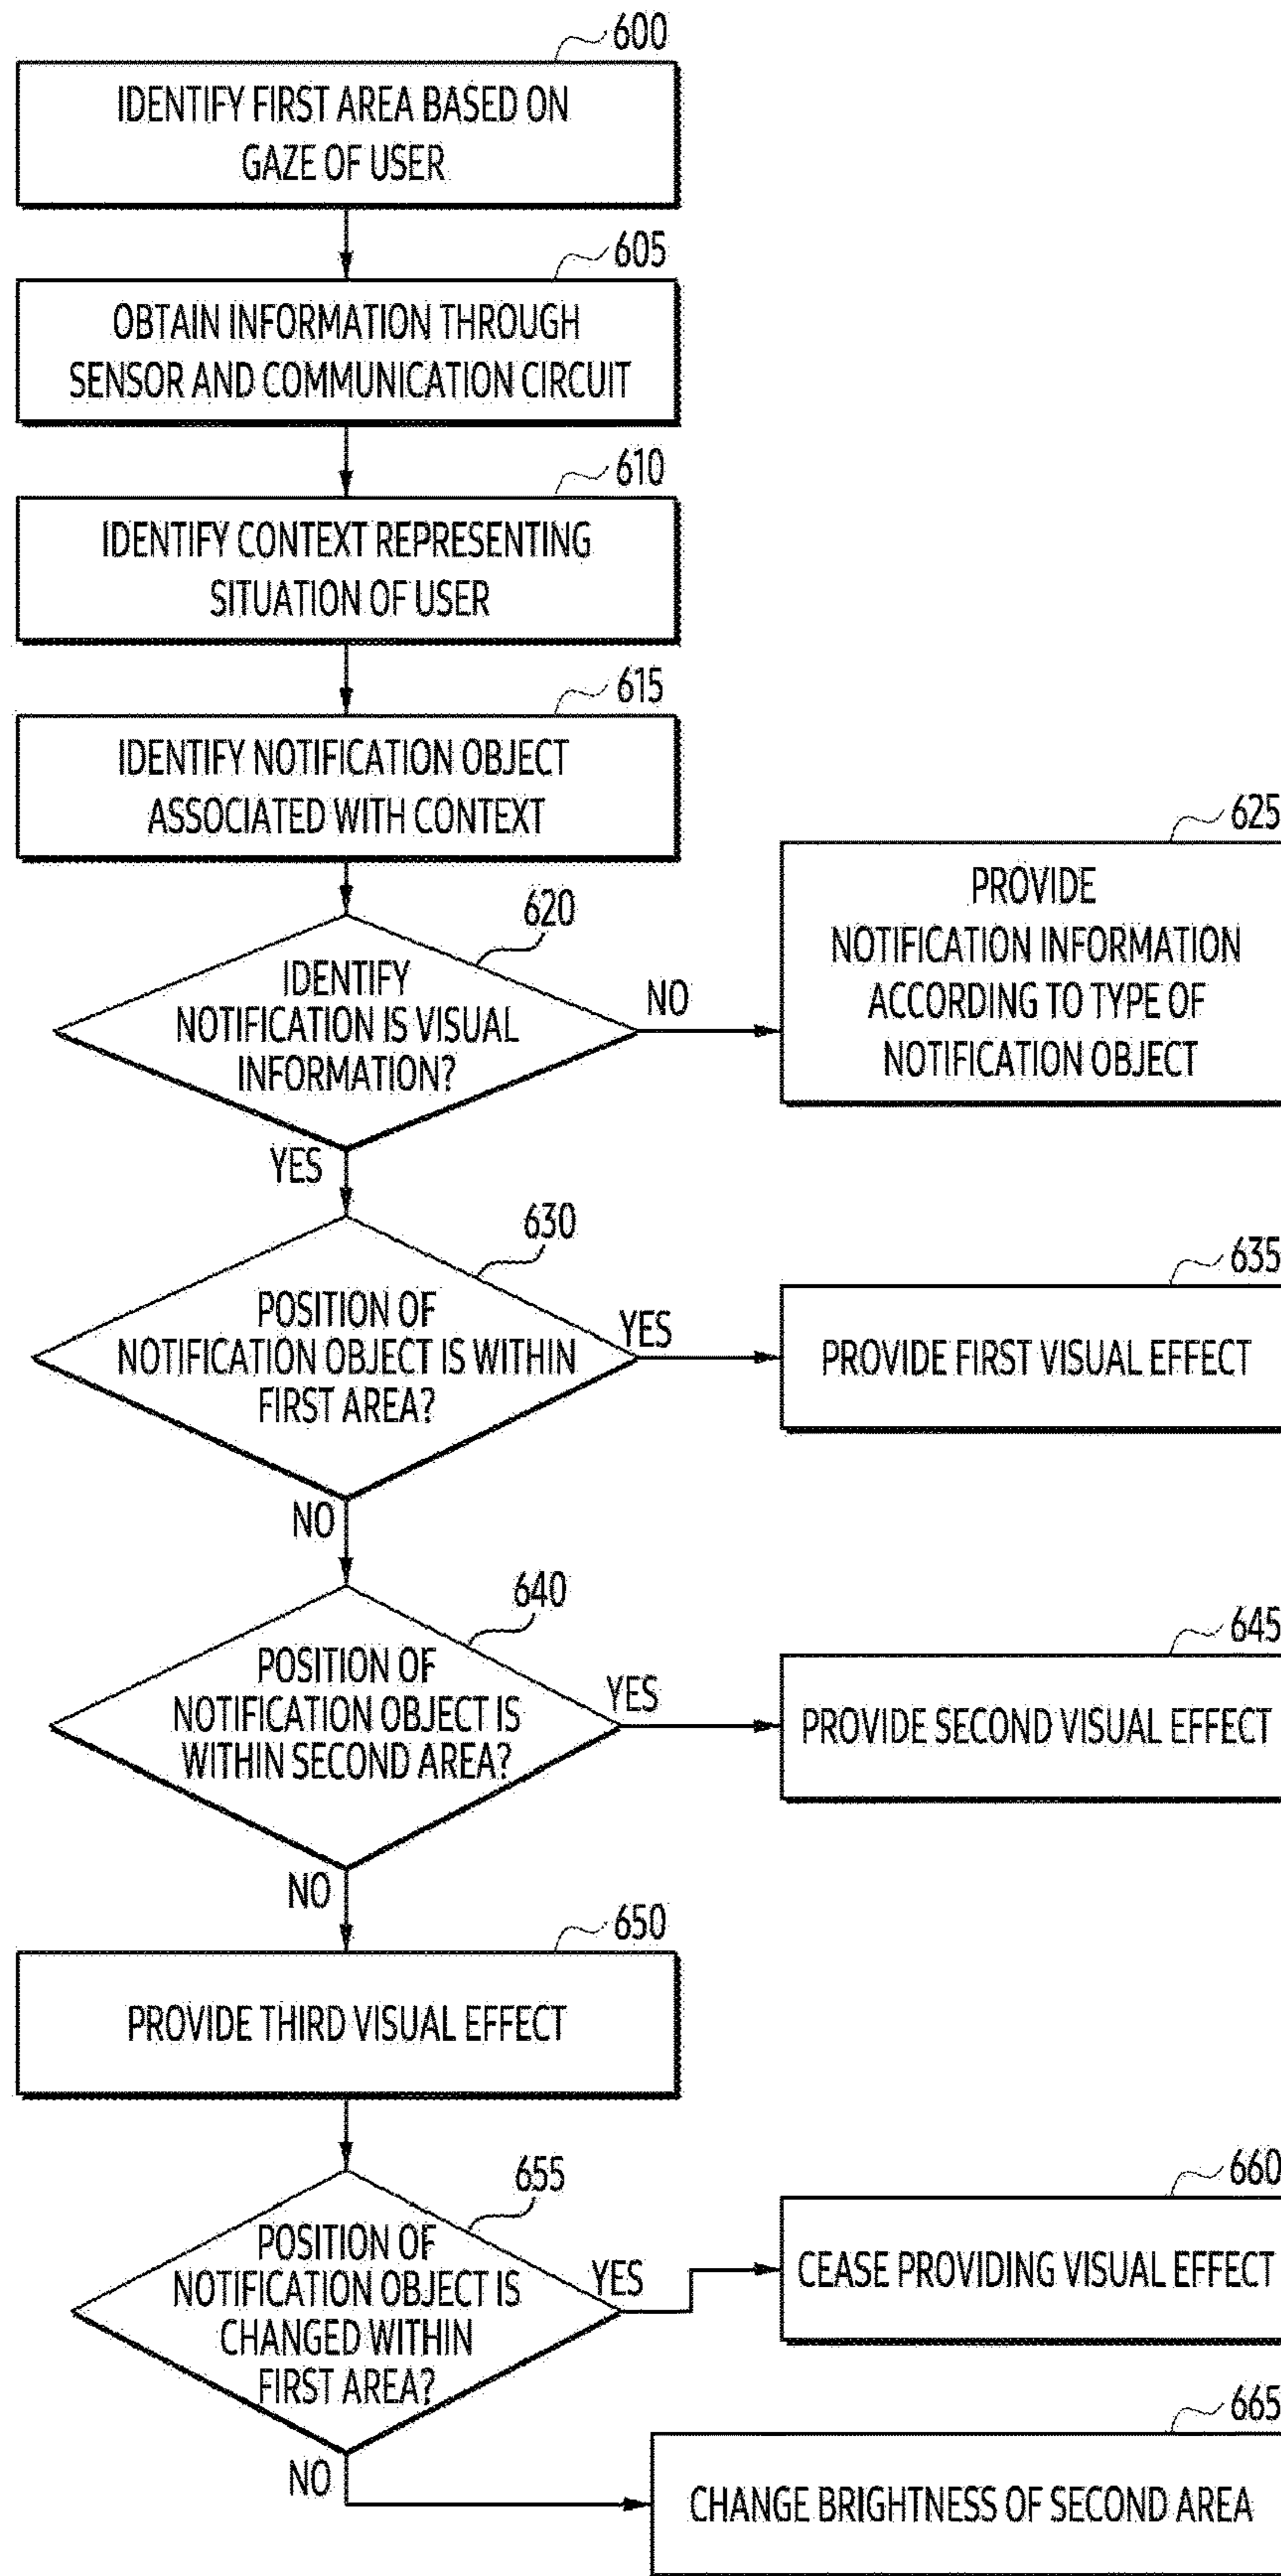 600
IDENTIFY FIRST AREA BASED ON
GAZE OF USER
605
OBTAIN INFORMATION THROUGH
SENSOR AND COMMUNICATION CIRCUIT
610
IDENTIFY CONTEXT REPRESENTING
SITUATION OF USER
615
IDENTIFY NOTIFICATION OBJECT
ASSOCIATED WITH CONTEXT
620
IDENTIFY
NOTIFICATION IS VISUAL
INFORMATION?
NO
625
PROVIDE
NOTIFICATION INFORMATION
ACCORDING TO TYPE OF
NOTIFICATION OBJECT
YES
630
POSITION OF
NOTIFICATION OBJECT IS WITHIN
FIRST AREA?
YES
635
PROVIDE FIRST VISUAL EFFECT
NO
640
POSITION OF
NOTIFICATION OBJECT IS
WITHIN SECOND AREA?
YES
645
PROVIDE SECOND VISUAL EFFECT
NO
650
PROVIDE THIRD VISUAL EFFECT
655
POSITION OF
NOTIFICATION OBJECT IS
CHANGED WITHIN
FIRST AREA?
YES
660
CEASE PROVIDING VISUAL EFFECT
NO
665
CHANGE BRIGHTNESS OF SECOND AREA